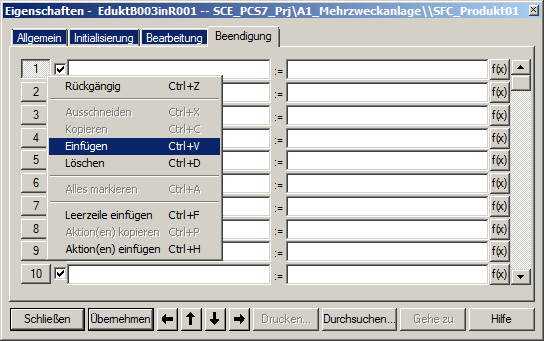 Eigenschaften - EduktB003inR001 -- SCE_PCS7_Prj\A1_Mehrzweckanlage\\SFC_Produkt01
Allgemein Initialisierung Bearbeitung Beendigung
1 := f(x)
Rückgängig Ctrl+Z
2 := f(x)
Ausschneiden Ctrl+X
3 := f(x)
Kopieren Ctrl+C
4 := f(x)
Einfügen Ctrl+V
5 := f(x)
Löschen Ctrl+D
6 := f(x)
Alles markieren Ctrl+A
7 := f(x)
Leerzeile einfügen Ctrl+F
8 := f(x)
Aktion(en) kopieren Ctrl+P
9 := f(x)
Aktion(en) einfügen Ctrl+H
10 := f(x)
Schließen Übernehmen Drucken... Durchsuchen... Gehe zu Hilfe